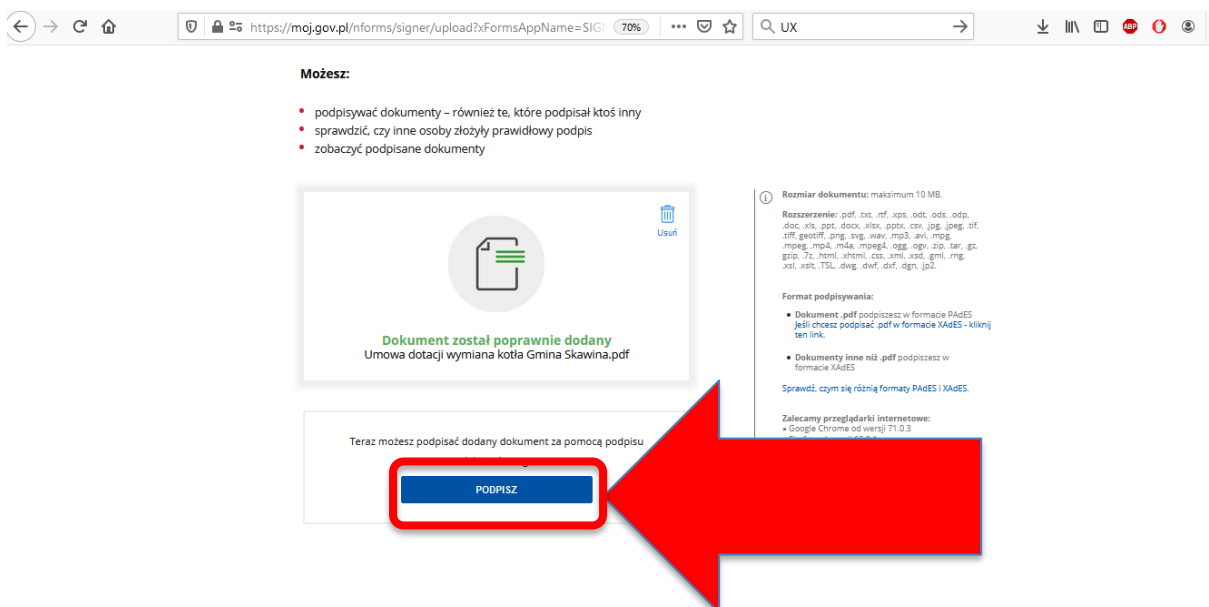 https://moj.gov.pl/nforms/signer/upload?xFormsAppName=SIG
70%
UX
ABP
Możesz:
podpisywać dokumenty – również te, które podpisał ktoś inny
sprawdzić, czy inne osoby złożyły prawidłowy podpis
zobaczyć podpisane dokumenty
Usuń
Dokument został poprawnie dodany
Umowa dotacji wymiana kotła Gmina Skawina.pdf
Teraz możesz podpisać dodany dokument za pomocą podpisu
PODPISZ
Rozmiar dokumentu: maksimum 10 MB.
Rozszerzenie: .pdf, .txt, .rtf, .xps, .odt, .ods, .odp,
.doc, .xls, .ppt, .docx, .xlsx, .pptx, .csv, .jpg, .jpeg, .tif,
.tiff, geotiff, .png, .svg, .wav, .mp3, .avi, .mpg,
.mpeg, .mp4, .m4a, .mpeg4, .ogg, .ogv, .zip, .tar, .gz,
gzip, .7z, .html, .xhtml, .css, .xml, .xsd, .gml, .rng,
.xsl, .xslt, .TSL, .dwg, .dwf, .dxf, .dgn, .jp2.
Format podpisywania:
Dokument .pdf podpiszesz w formacie PAdES
Jeśli chcesz podpisać .pdf w formacie XAdES - kliknij
ten link.
Dokumenty inne niż .pdf podpiszesz w
formacie XAdES
Sprawdź, czym się różnią formaty PAdES i XAdES.
Zalecamy przeglądarki internetowe:
Google Chrome od wersji 71.0.3